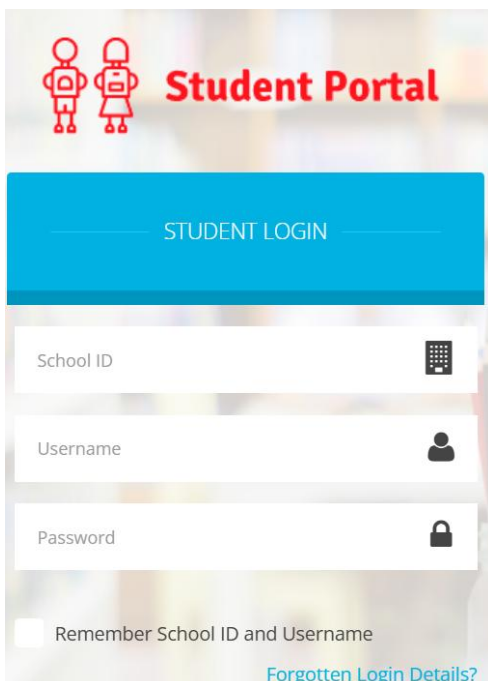 Student Portal
STUDENT LOGIN
School ID
Username
Password
Remember School ID and Username
Forgotten Login Details?